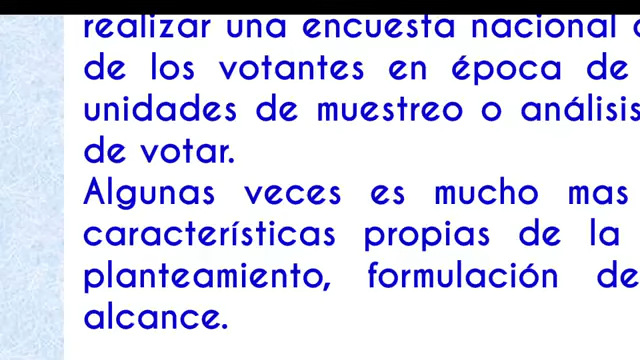 realizar una encuesta nacional
de los votantes en época de
unidades de muestreo o análisis
de votar.
Algunas veces es mucho mas
características propias de la
planteamiento, formulación de
alcance.